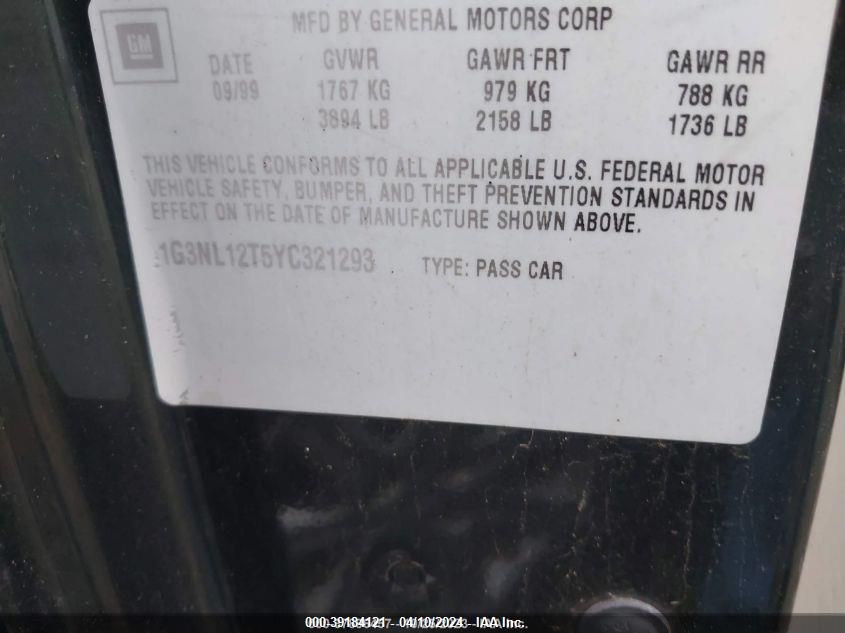 MFD BY GENERAL MOTORS CORP
GM
DATE GVWR GAWR FRT GAWR RR
09/99 1767 KG 979 KG 788 KG
3894 LB 2158 LB 1736 LB
THIS VEHICLE CONFORMS TO ALL APPLICABLE U.S. FEDERAL MOTOR
VEHICLE SAFETY, BUMPER, AND THEFT PREVENTION STANDARDS IN
EFFECT ON THE DATE OF MANUFACTURE SHOWN ABOVE.
1G3NL12T5YC321293 TYPE: PASS CAR
000-39184121 - 04/10/2024 - IAA Inc.